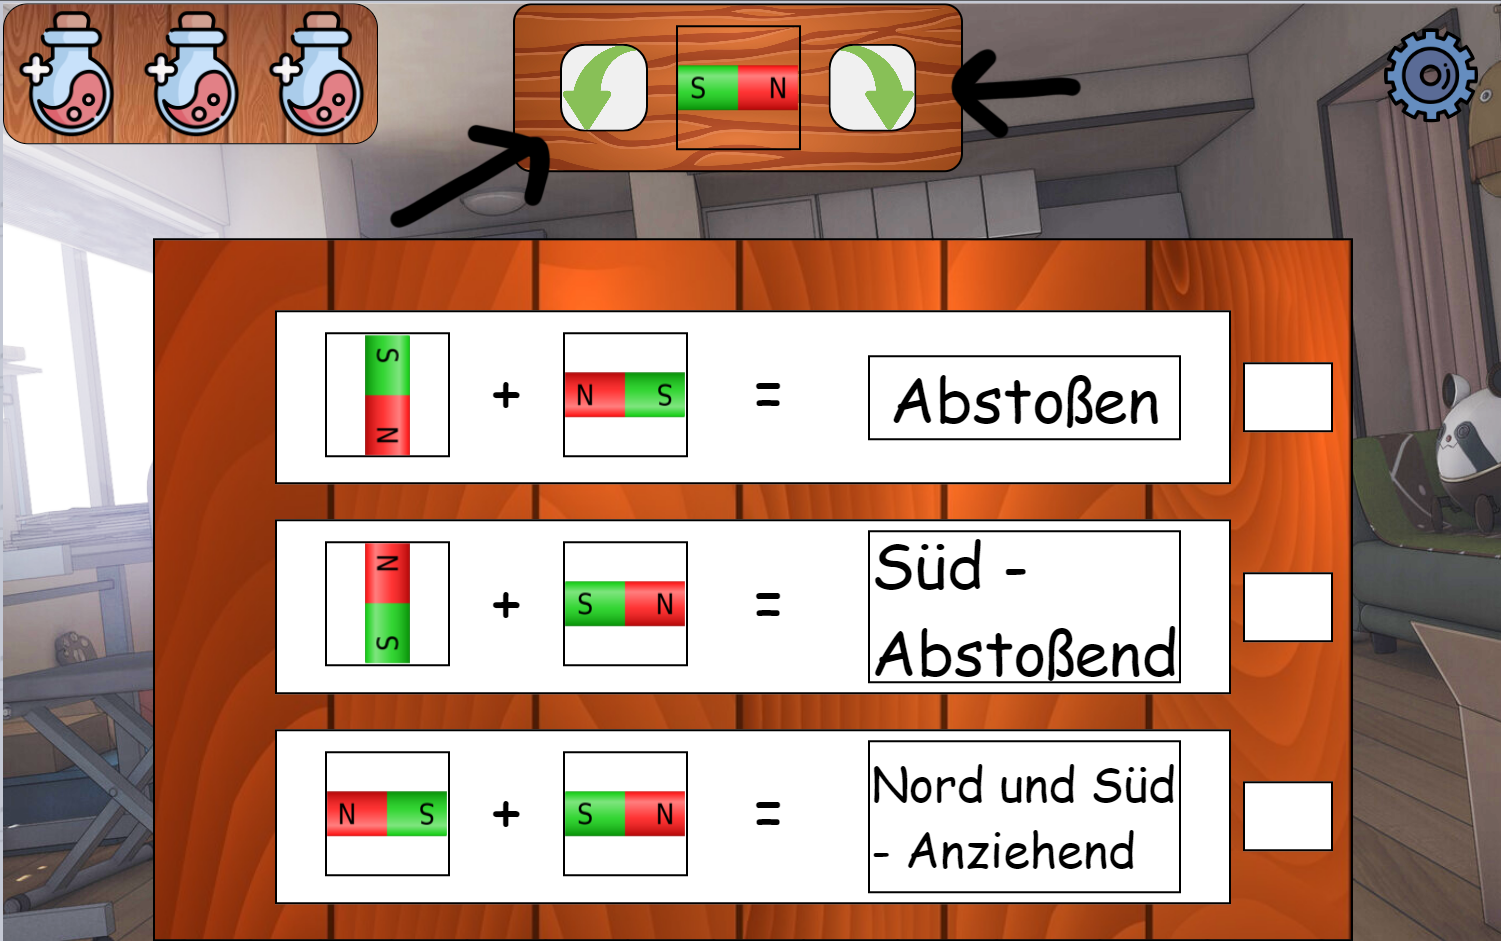 S N
S
N
+
N S
=
Abstoßen
N
S
+
S N
=
Süd -
Abstoßend
N S
+
S N
=
Nord und Süd
- Anziehend